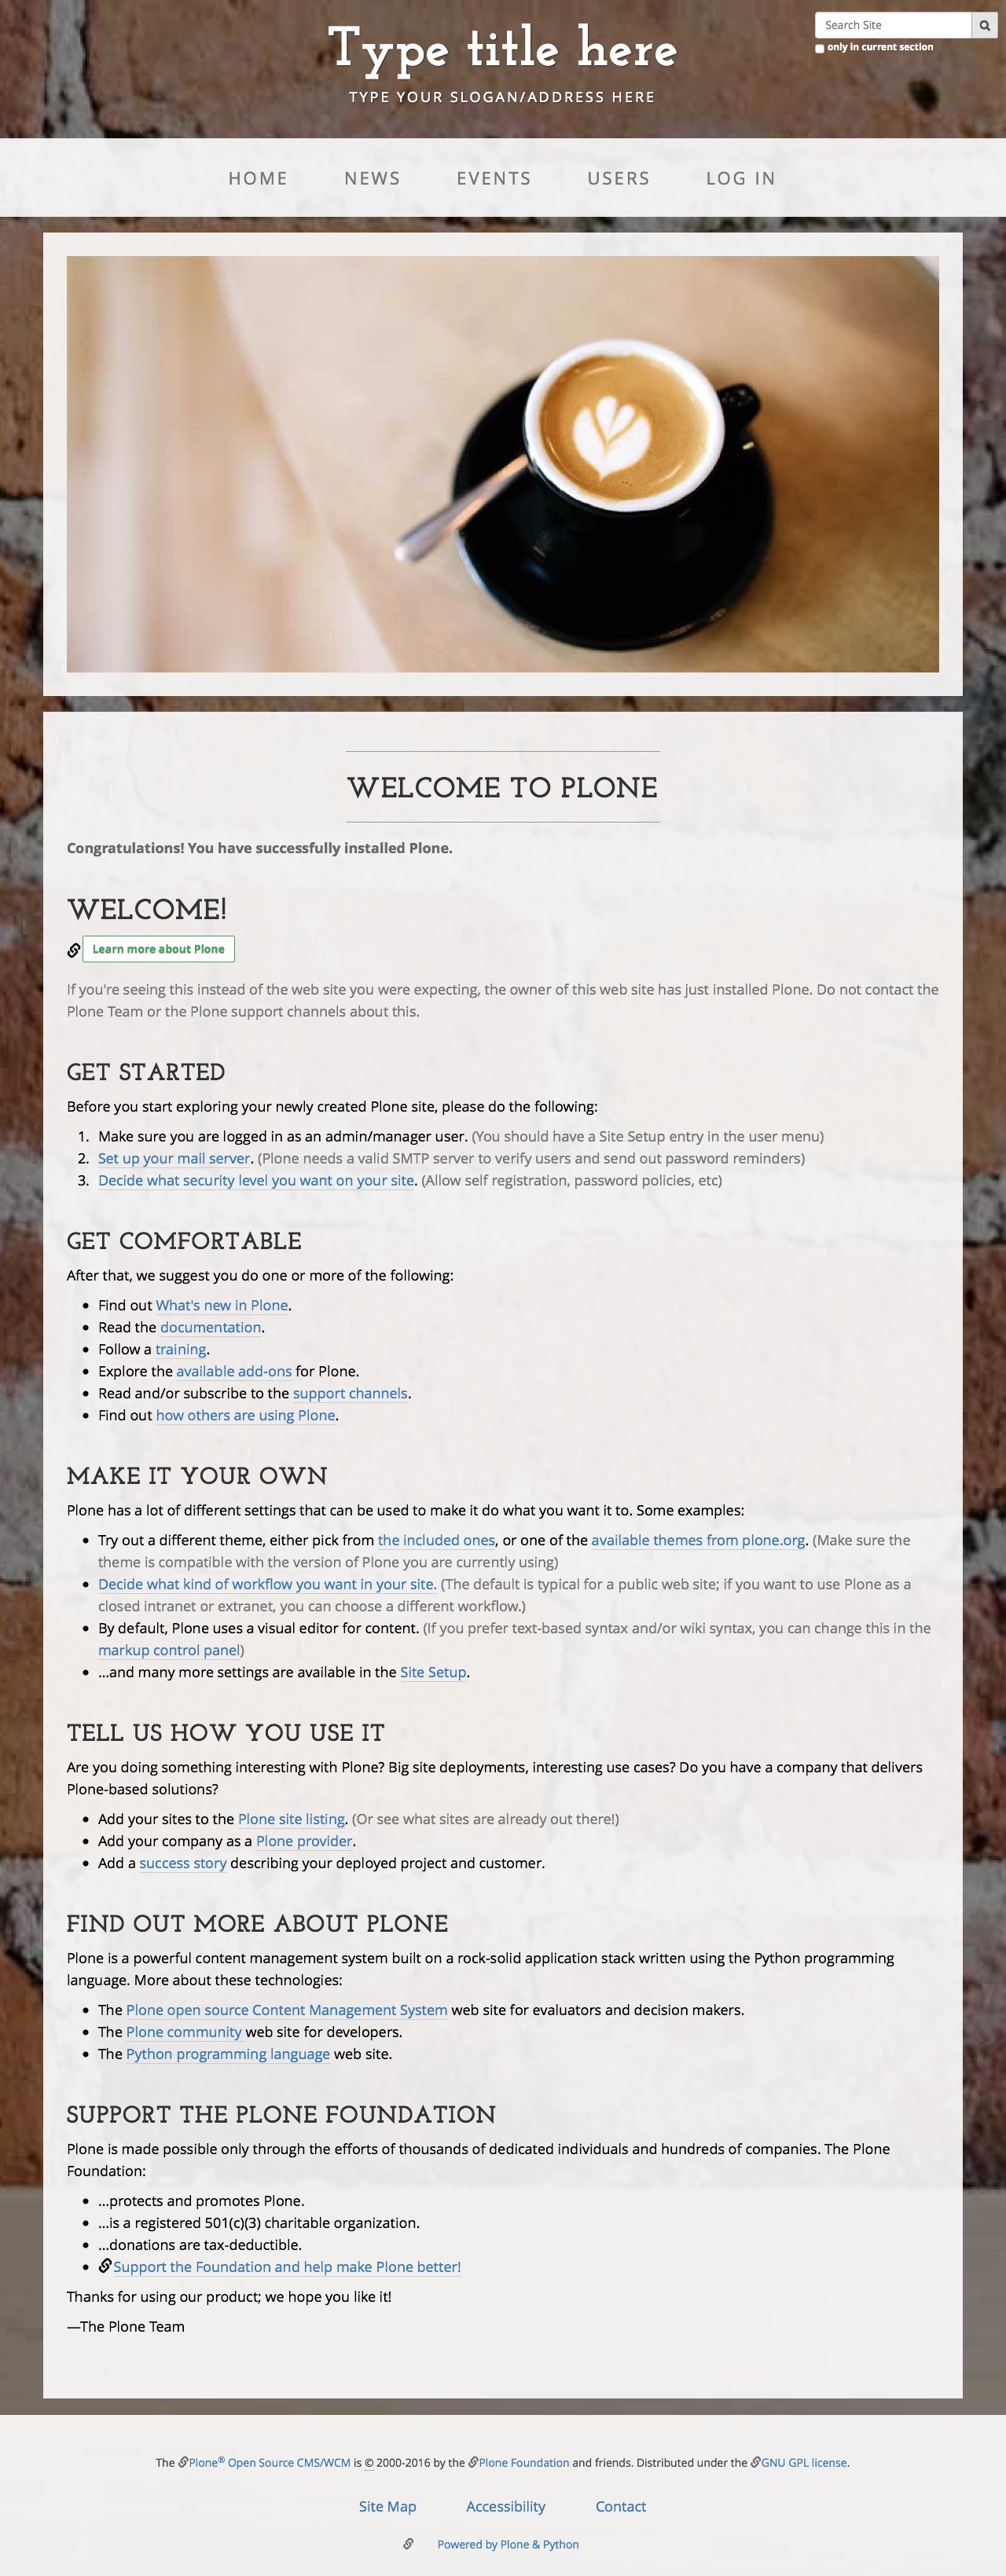 Type title here
TYPE YOUR SLOGAN/ADDRESS HERE
Search Site
only in current section
HOME NEWS EVENTS USERS LOG IN
WELCOME TO PLONE
Congratulations! You have successfully installed Plone.
WELCOME!
Learn more about Plone
If you're seeing this instead of the web site you were expecting, the owner of this web site has just installed Plone. Do not contact the
Plone Team or the Plone support channels about this.
GET STARTED
Before you start exploring your newly created Plone site, please do the following:
1. Make sure you are logged in as an admin/manager user. (You should have a Site Setup entry in the user menu)
2. Set up your mail server. (Plone needs a valid SMTP server to verify users and send out password reminders)
3. Decide what security level you want on your site. (Allow self registration, password policies, etc)
GET COMFORTABLE
After that, we suggest you do one or more of the following:
• Find out What's new in Plone.
• Read the documentation.
• Follow a training.
• Explore the available add-ons for Plone.
• Read and/or subscribe to the support channels.
• Find out how others are using Plone.
MAKE IT YOUR OWN
Plone has a lot of different settings that can be used to make it do what you want it to. Some examples:
• Try out a different theme, either pick from the included ones, or one of the available themes from plone.org. (Make sure the
theme is compatible with the version of Plone you are currently using)
• Decide what kind of workflow you want in your site. (The default is typical for a public web site; if you want to use Plone as a
closed intranet or extranet, you can choose a different workflow.)
• By default, Plone uses a visual editor for content. (If you prefer text-based syntax and/or wiki syntax, you can change this in the
markup control panel)
• ...and many more settings are available in the Site Setup.
TELL US HOW YOU USE IT
Are you doing something interesting with Plone? Big site deployments, interesting use cases? Do you have a company that delivers
Plone-based solutions?
• Add your sites to the Plone site listing. (Or see what sites are already out there!)
• Add your company as a Plone provider.
• Add a success story describing your deployed project and customer.
FIND OUT MORE ABOUT PLONE
Plone is a powerful content management system built on a rock-solid application stack written using the Python programming
language. More about these technologies:
• The Plone open source Content Management System web site for evaluators and decision makers.
• The Plone community web site for developers.
• The Python programming language web site.
SUPPORT THE PLONE FOUNDATION
Plone is made possible only through the efforts of thousands of dedicated individuals and hundreds of companies. The Plone
Foundation:
• ...protects and promotes Plone.
• ...is a registered 501(c)(3) charitable organization.
• ...donations are tax-deductible.
• Support the Foundation and help make Plone better!
Thanks for using our product; we hope you like it!
—The Plone Team
The Plone® Open Source CMS/WCM is © 2000-2016 by the Plone Foundation and friends. Distributed under the GNU GPL license.
Site Map Accessibility Contact
Powered by Plone & Python